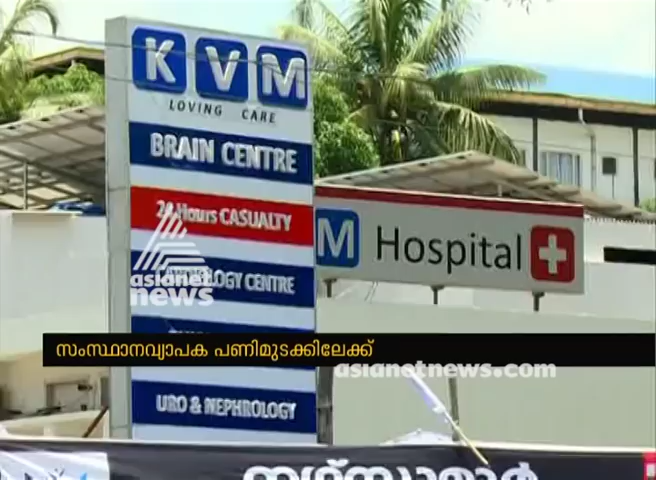 KVM
LOVING CARE
BRAIN CENTRE
24 Hours CASUALTY
M Hospital
CENTRE
asianet
news
സംസ്ഥാനവ്യാപക പണിമുടക്കിലേക്ക്
asianetnews.com
URO & NEPHROLOGY